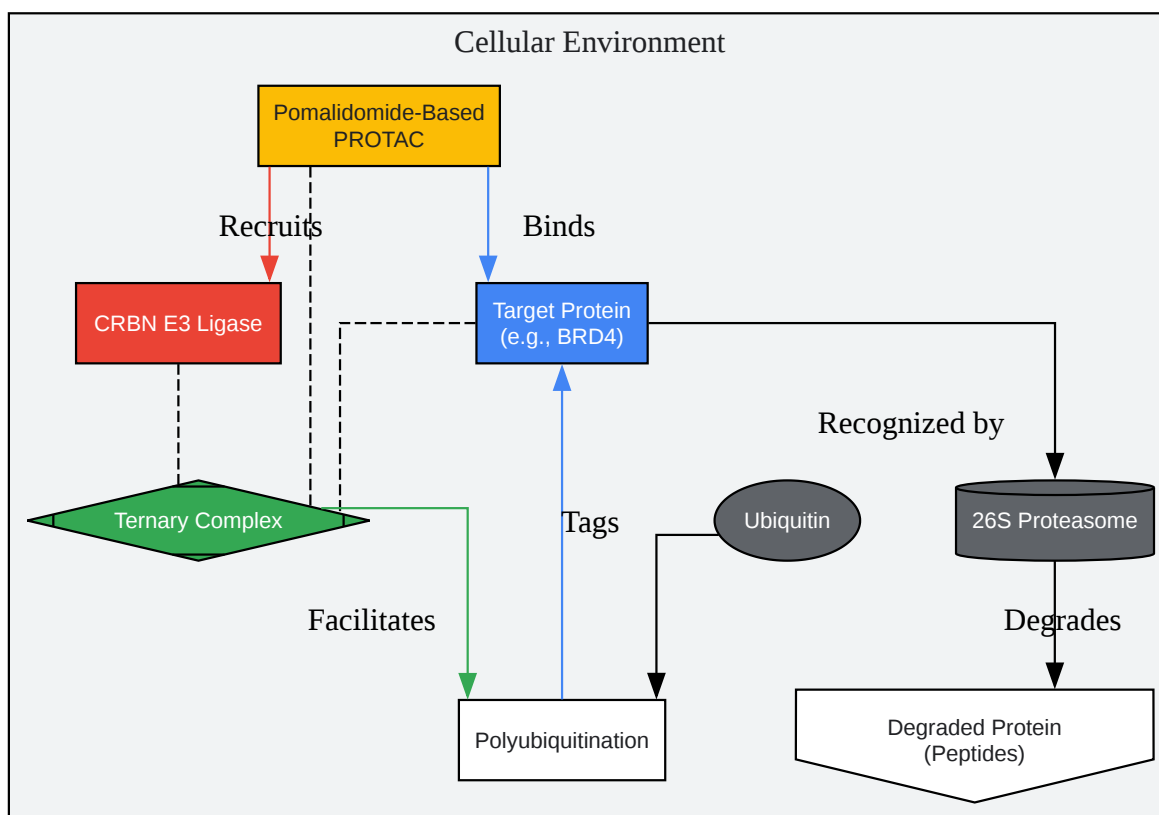 Cellular Environment
Pomalidomide-Based
PROTAC
Recruits
Binds
CRBN E3 Ligase
Target Protein
(e.g., BRD4)
Recognized by
Ternary Complex
Tags
Ubiquitin
26S Proteasome
Facilitates
Degrades
Polyubiquitination
Degraded Protein
(Peptides)